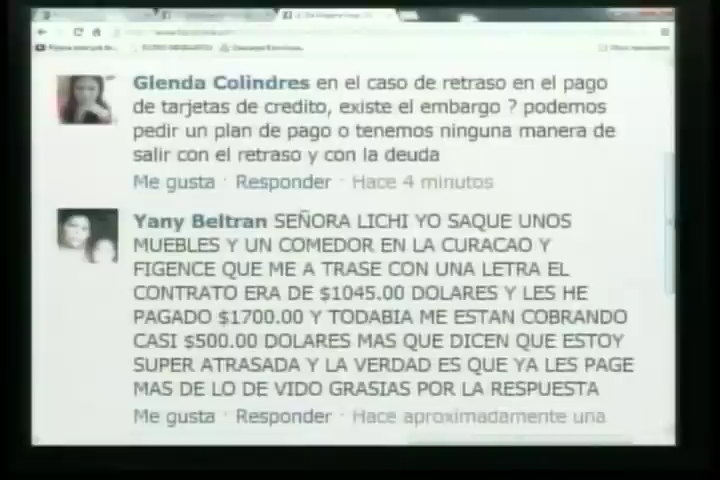 Glenda Colindres en el caso de retraso en el pago
de tarjetas de credito, existe el embargo ? podemos
pedir un plan de pago o tenemos ninguna manera de
salir con el retraso y con la deuda
Me gusta · Responder · Hace 4 minutos
Yany Beltran SEÑORA LICHI YO SAQUE UNOS
MUEBLES Y UN COMEDOR EN LA CURACAO Y
FIGENCE QUE ME A TRASE CON UNA LETRA EL
CONTRATO ERA DE $1045.00 DOLARES Y LES HE
PAGADO $1700.00 Y TODABIA ME ESTAN COBRANDO
CASI $500.00 DOLARES MAS QUE DICEN QUE ESTOY
SUPER ATRASADA Y LA VERDAD ES QUE YA LES PAGE
MAS DE LO DE VIDO GRASIAS POR LA RESPUESTA
Me gusta · Responder · Hace aproximadamente una